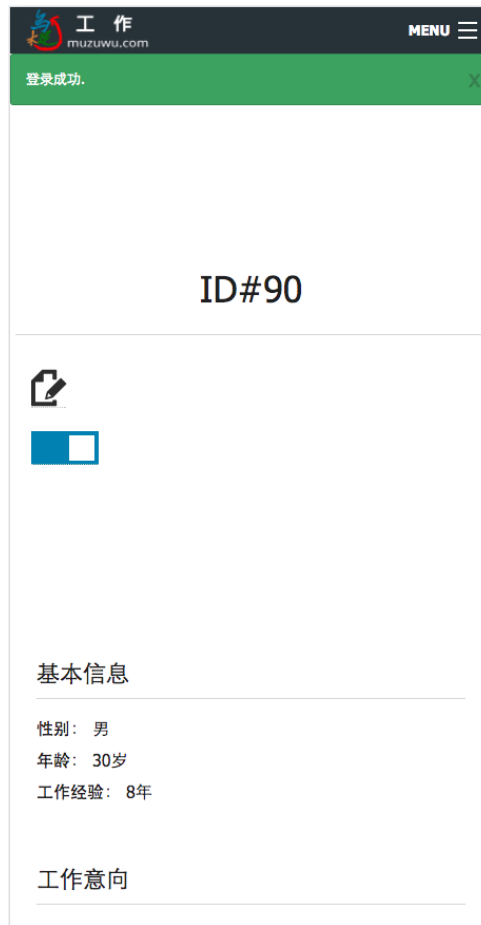 工 作
muzuwu.com
MENU
登录成功.
X
ID#90
基本信息
性别： 男
年龄： 30岁
工作经验： 8年
工作意向